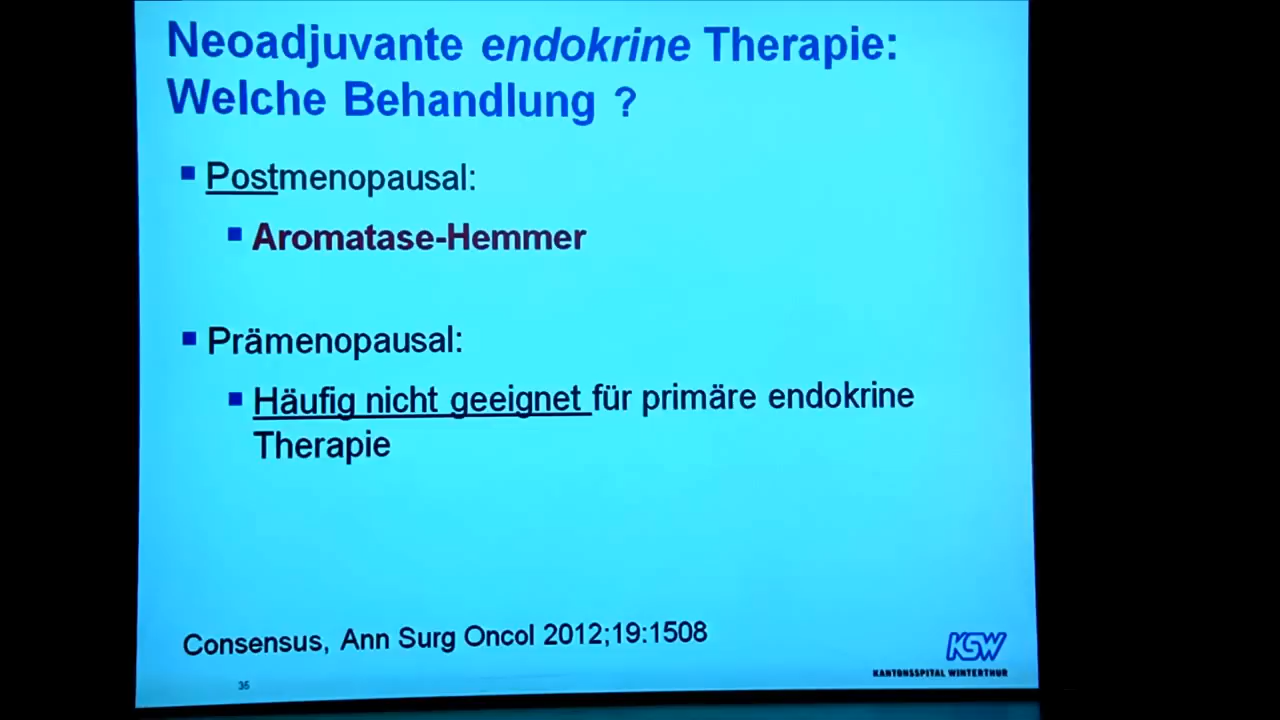 Neoadjuvante endokrine Therapie:
Welche Behandlung ?
Postmenopausal:
Aromatase-Hemmer
Prämenopausal:
Häufig nicht geeignet für primäre endokrine
Therapie
Consensus, Ann Surg Oncol 2012;19:1508
KSW
KANTONSSPITAL WINTERTHUR
35